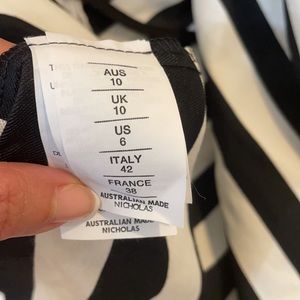 AUS
10
UK
10
US
6
ITALY
42
FRANCE
38
AUSTRALIAN MADE
NICHOLAS
AUSTRALIAN MADE
NICHOLAS